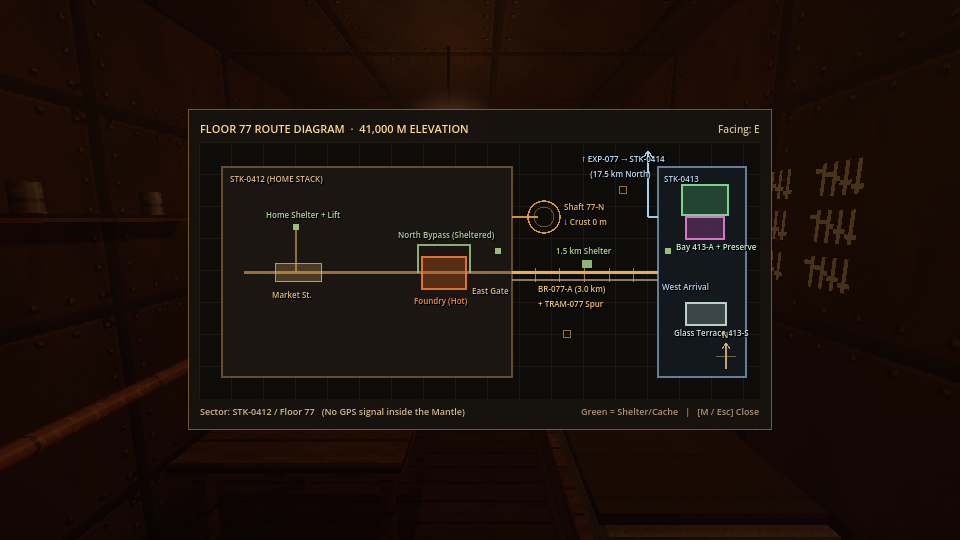 FLOOR 77 ROUTE DIAGRAM · 41,000 M ELEVATION
Facing: E
↑ EXP-077 → STK-0414
(17.5 km North)
STK-0412 (HOME STACK)
STK-0413
Shaft 77-N
↓ Crust 0 m
Home Shelter + Lift
North Bypass (Sheltered)
1.5 km Shelter
Bay 413-A + Preserve
Market St.
Foundry (Hot)
East Gate
BR-077-A (3.0 km)
+ TRAM-077 Spur
West Arrival
Glass Terrace 413-S
N
Sector: STK-0412 / Floor 77 (No GPS signal inside the Mantle)
Green = Shelter/Cache | [M / Esc] Close